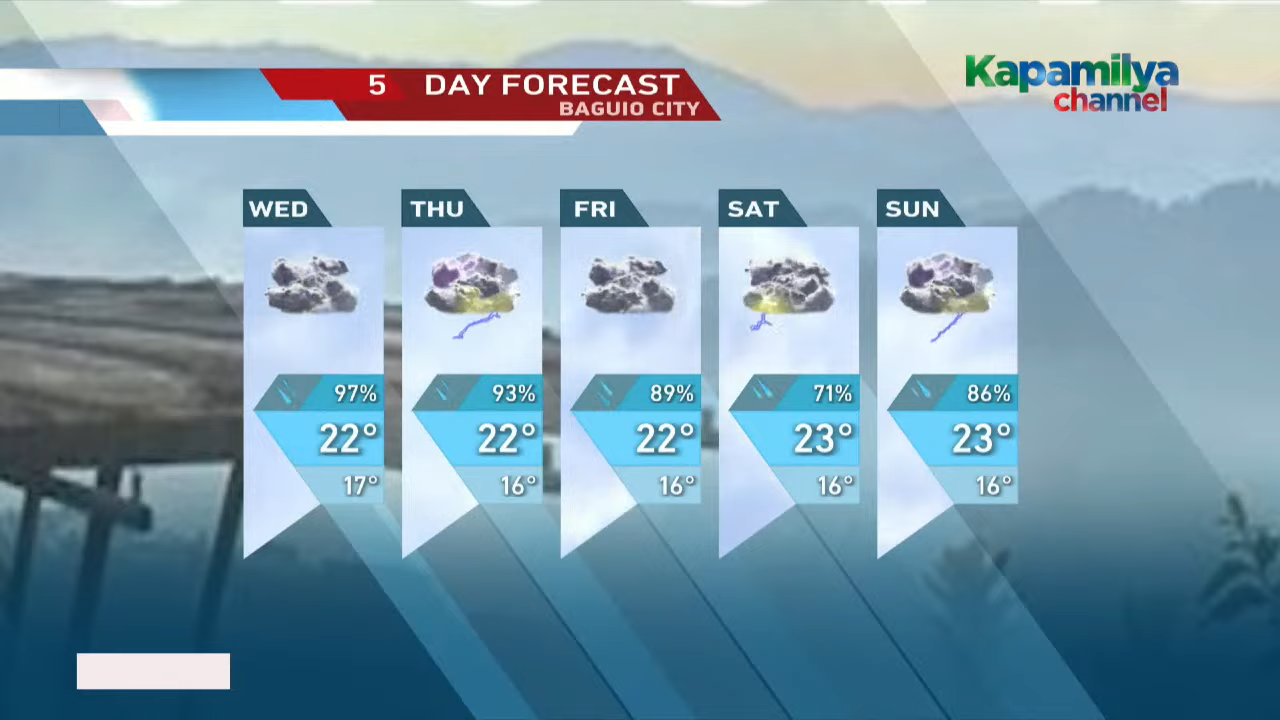 5 DAY FORECAST
BAGUIO CITY
Kapamilya
channel
WED THU FRI SAT SUN
97% 93% 89% 71% 86%
22° 22° 22° 23° 23°
17° 16° 16° 16° 16°